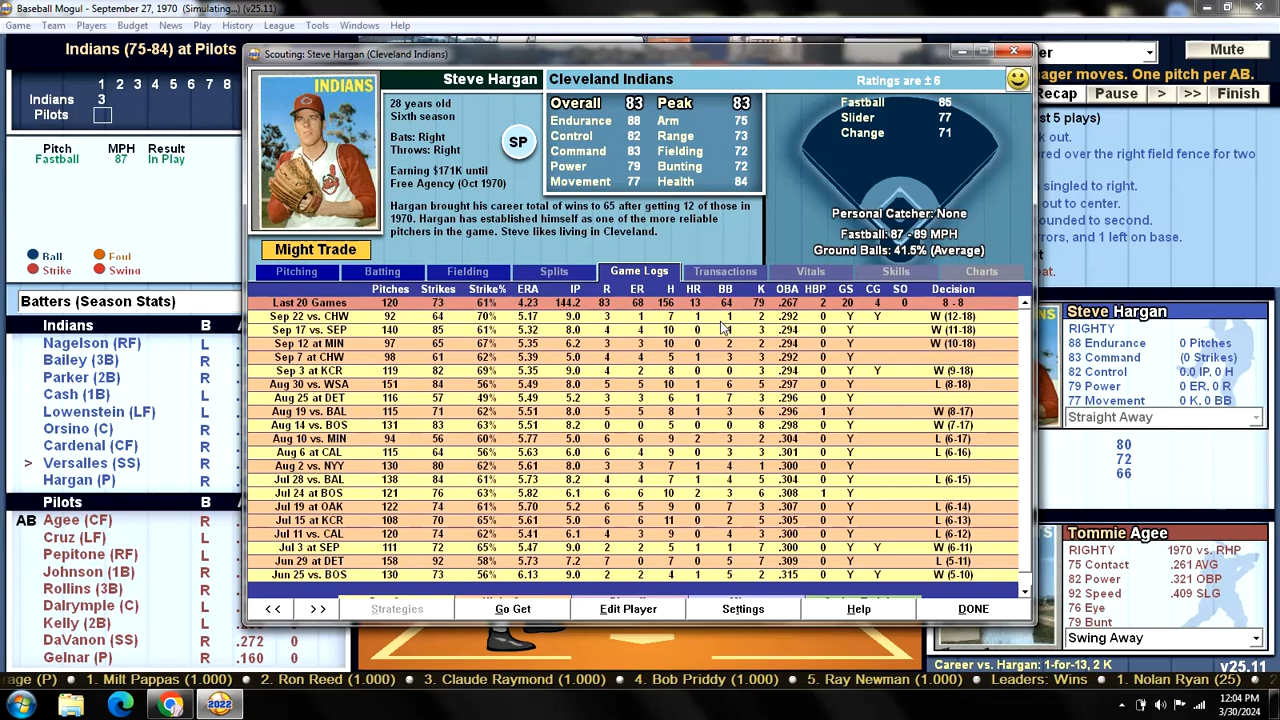 Baseball Mogul - September 27, 1970 (Simulating...) (v25.11)
Game Team Players Budget News Play History League Tools Windows Help
Indians (75-84) at Pilots
1 2 3 4 5 6 7 8
Indians 3
Pilots
Pitch MPH Result
Fastball 87 In Play
Ball Foul
Strike Swing
Batters (Season Stats)
Indians B
Nagelson (RF) L
Bailey (3B) L
Parker (2B) R
Cash (1B) L
Lowenstein (LF) L
Orsino (C) R
Cardenal (CF) R
> Versalles (SS) R
Hargan (P) R
Pilots B
AB Agee (CF) R
Cruz (LF) L
Pepitone (RF) L
Johnson (1B) L
Rollins (3B) R
Dalrymple (C) L
Kelly (2B) R
DaVanon (SS) R .272 0
Gelnar (P) R .160 0
Scouting: Steve Hargan (Cleveland Indians)
INDIANS
Steve Hargan
28 years old
Sixth season
Bats: Right
Throws: Right
Earning $171K until
Free Agency (Oct 1970)
SP
Cleveland Indians
Ratings are ± 6
Overall 83 Peak 83
Endurance 88 Arm 75
Control 82 Range 73
Command 83 Fielding 72
Power 79 Bunting 72
Movement 77 Health 84
Fastball 85
Slider 77
Change 71
Personal Catcher: None
Fastball: 87 - 89 MPH
Ground Balls: 41.5% (Average)
Hargan brought his career total of wins to 65 after getting 12 of those in
1970. Hargan has established himself as one of the more reliable
pitchers in the game. Steve likes living in Cleveland.
Might Trade
Pitching Batting Fielding Splits Game Logs Transactions Vitals Skills Charts
Pitches Strikes Strike% ERA IP R ER H HR BB K OBA HBP GS CG SO Decision
Last 20 Games 120 73 61% 4.23 144.2 83 68 156 13 64 79 .267 2 20 4 0 8 - 8
Sep 22 vs. CHW 92 64 70% 5.17 9.0 3 1 7 1 1 2 .292 0 Y Y W (12-18)
Sep 17 vs. SEP 140 85 61% 5.32 8.0 4 4 10 0 4 .294 0 Y W (11-18)
Sep 12 at MIN 97 65 67% 5.35 6.2 3 3 10 0 2 2 .294 0 Y W (10-18)
Sep 7 at CHW 98 61 62% 5.39 5.0 4 4 5 1 3 3 .292 0 Y
Sep 3 at KCR 119 82 69% 5.35 9.0 4 2 8 0 0 3 .294 0 Y Y W (9-18)
Aug 30 vs. WSA 151 84 56% 5.49 8.0 5 5 10 1 6 5 .297 0 Y L (8-18)
Aug 25 at DET 116 57 49% 5.49 5.2 3 3 6 1 7 3 .296 0 Y
Aug 19 vs. BAL 115 71 62% 5.51 8.0 5 5 8 1 3 6 .296 1 Y W (8-17)
Aug 14 vs. BOS 131 83 63% 5.51 8.2 0 0 5 0 0 8 .298 0 Y W (7-17)
Aug 10 vs. MIN 94 56 60% 5.77 6.0 6 6 9 2 3 2 .304 0 Y L (6-17)
Aug 6 at CAL 115 64 56% 5.63 6.0 6 4 9 0 3 3 .301 0 Y L (6-16)
Aug 2 vs. NYY 130 80 62% 5.61 8.0 3 3 7 1 4 1 .300 0 Y
Jul 28 vs. BAL 138 84 61% 5.73 8.2 4 4 7 1 4 5 .304 0 Y L (6-15)
Jul 24 at BOS 121 76 63% 5.82 6.1 6 6 10 2 3 6 .308 1 Y
Jul 19 at OAK 122 74 61% 5.70 5.2 6 5 9 0 7 3 .307 0 Y L (6-14)
Jul 15 at KCR 108 70 65% 5.61 5.0 6 6 11 0 2 5 .305 0 Y L (6-13)
Jul 11 vs. CAL 120 74 62% 5.41 6.1 4 3 9 0 4 3 .300 0 Y L (6-12)
Jul 3 at SEP 111 72 65% 5.47 9.0 2 2 5 1 1 7 .300 0 Y Y W (6-11)
Jun 29 at DET 158 92 58% 5.73 7.2 7 0 7 0 5 7 .309 0 Y L (5-11)
Jun 25 vs. BOS 130 73 56% 6.13 9.0 2 2 4 1 5 2 .315 0 Y Y W (5-10)
<< >> Strategies Go Get Edit Player Settings Help DONE
Mute
nager moves. One pitch per AB.
Recap Pause > >> Finish
st 5 plays)
k out.
ered over the right field fence for two
singled to right.
out to center.
ounded to second.
rors, and 1 left on base.
Steve Hargan
RIGHTY
88 Endurance 0 Pitches
83 Command (0 Strikes)
82 Control 0.0 IP, 0 H
79 Power 0 ER, 0 R
77 Movement 0 K, 0 BB
Straight Away
80
72
66
Tommie Agee
RIGHTY 1970 vs. RHP
75 Contact .261 AVG
82 Power .321 OBP
92 Speed .409 SLG
76 Eye
79 Bunt
Swing Away
Career vs. Hargan: 1-for-13, 2 K v25.11
rage (P) 1. Milt Pappas (1.000) 2. Ron Reed (1.000) 3. Claude Raymond (1.000) 4. Bob Priddy (1.000) 5. Ray Newman (1.000) Leaders: Wins 1. Nolan Ryan (25)
2022
12:04 PM
3/30/2024